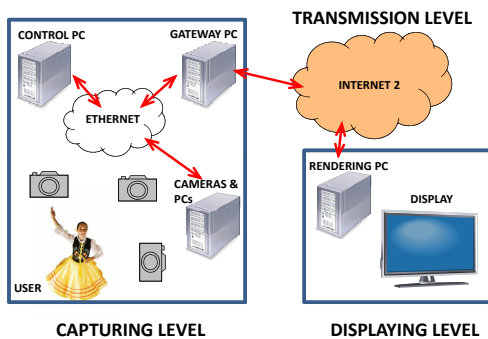 TRANSMISSION LEVEL
CONTROL PC
GATEWAY PC
INTERNET 2
ETHERNET
CAMERAS &
PCs
RENDERING PC
DISPLAY
USER
CAPTURING LEVEL
DISPLAYING LEVEL